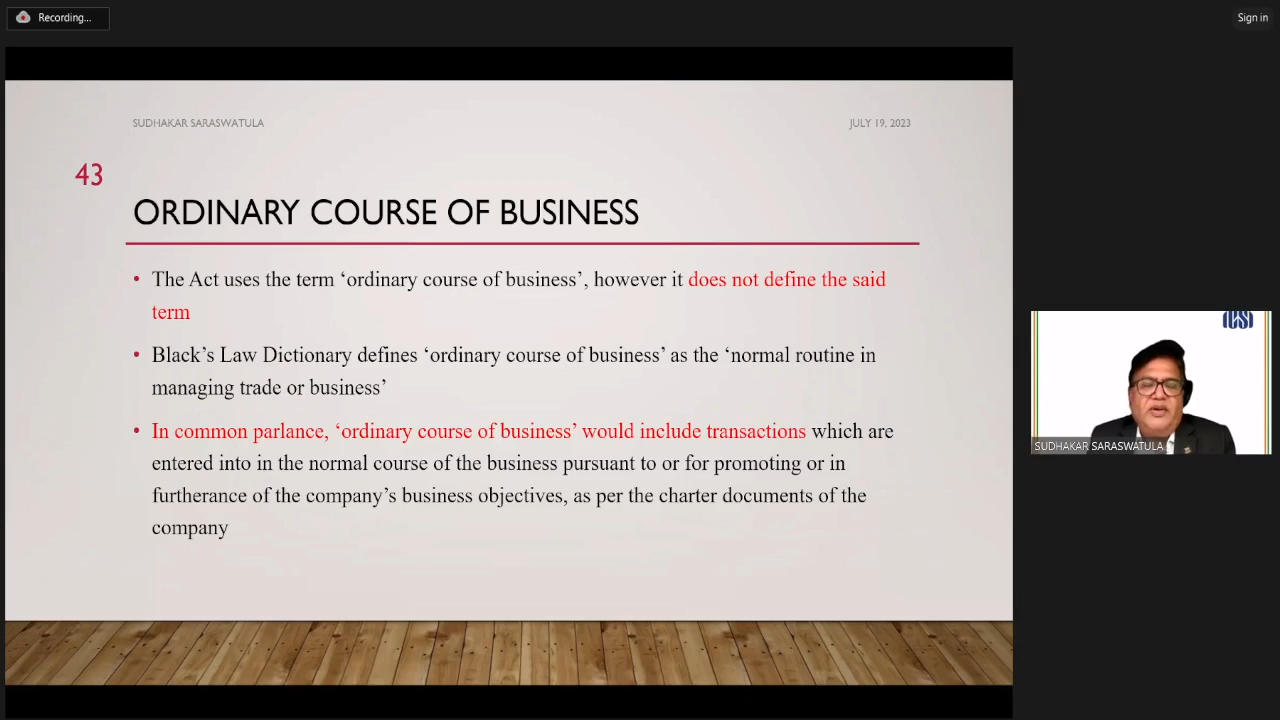 Recording...
Sign in
SUDHAKAR SARASWATULA
JULY 19, 2023
43
ORDINARY COURSE OF BUSINESS
• The Act uses the term ‘ordinary course of business’, however it does not define the said
term
• Black’s Law Dictionary defines ‘ordinary course of business’ as the ‘normal routine in
managing trade or business’
• In common parlance, ‘ordinary course of business’ would include transactions which are
entered into in the normal course of the business pursuant to or for promoting or in
furtherance of the company’s business objectives, as per the charter documents of the
company
ICSI
SUDHAKAR SARASWATULA